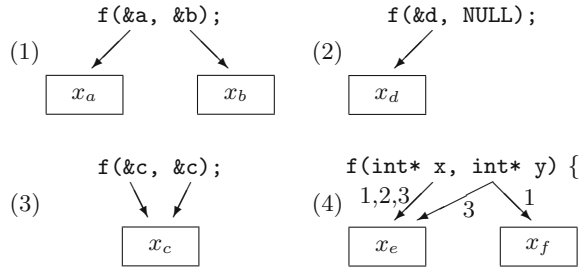 f(&a, &b);
f(&d, NULL);
(1)
(2)
x_a
x_b
x_d
f(&c, &c);
f(int* x, int* y) {
(3)
(4)
1,2,3
3
1
x_c
x_e
x_f